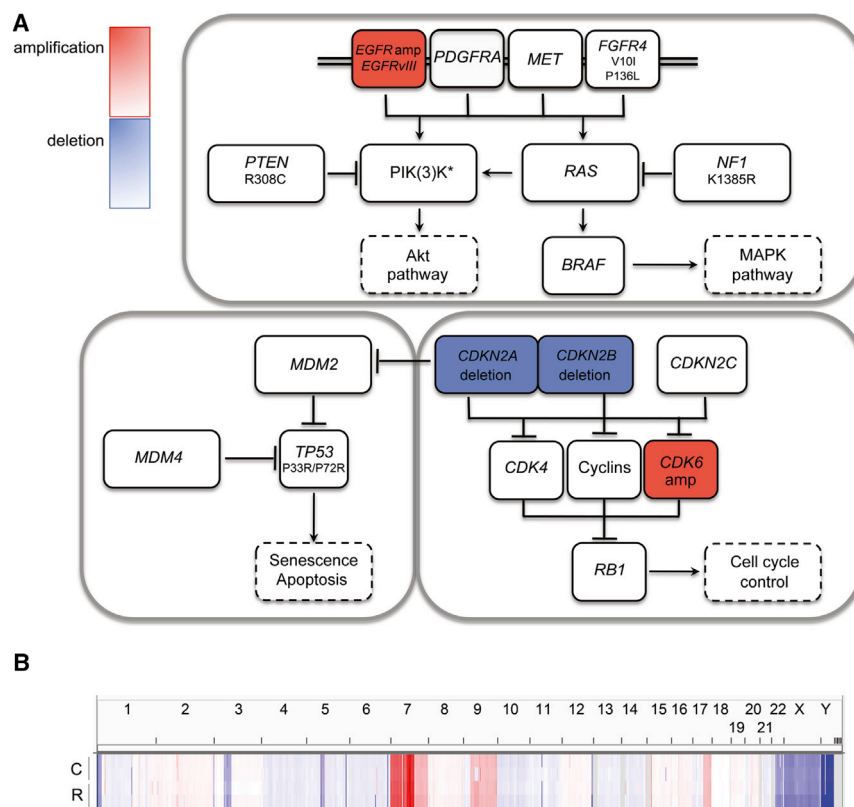 A
amplification
deletion
EGFR amp
EGFRvIII
PDGFRA
MET
FGFR4
V10I
P136L
PTEN
R308C
PIK(3)K*
RAS
NF1
K1385R
Akt
pathway
BRAF
MAPK
pathway
MDM2
CDKN2A
deletion
CDKN2B
deletion
CDKN2C
MDM4
TP53
P33R/P72R
CDK4
Cyclins
CDK6
amp
Senescence
Apoptosis
RB1
Cell cycle
control
B
1 2 3 4 5 6 7 8 9 10 11 12 13 14 15 16 17 18 19 20 21 22 X Y
C
R